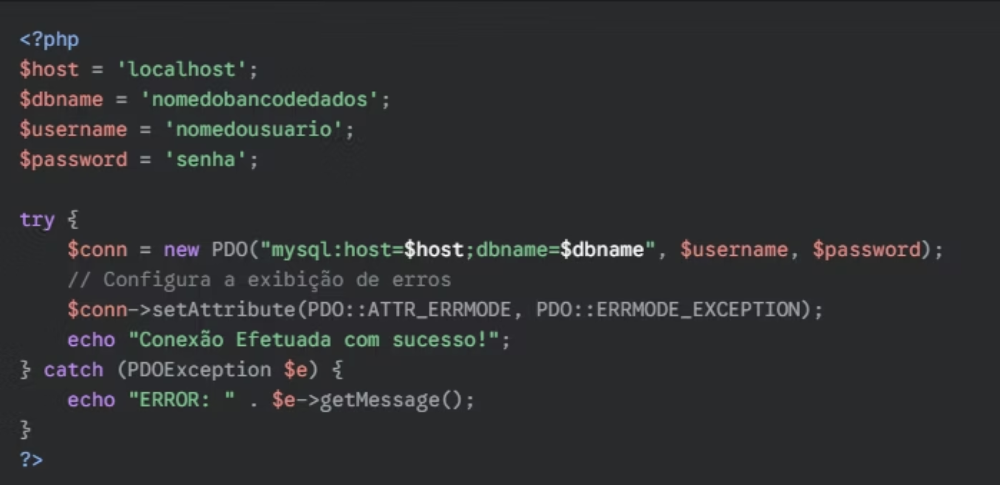 <?php
$host = 'localhost';
$dbname = 'nomedobancodedados';
$username = 'nomedousuario';
$password = 'senha';
try {
$conn = new PDO("mysql:host=$host;dbname=$dbname", $username, $password);
// Configura a exibição de erros
$conn->setAttribute(PDO::ATTR_ERRMODE, PDO::ERRMODE_EXCEPTION);
echo "Conexão Efetuada com sucesso!";
} catch (PDOException $e) {
echo "ERROR: " . $e->getMessage();
}
?>